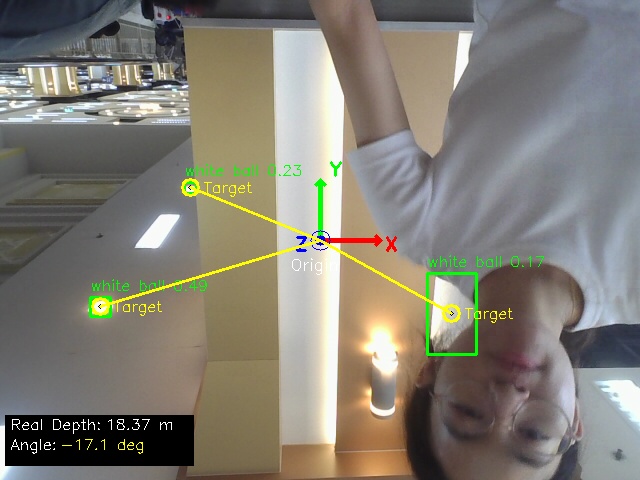 white ball 0.23
Target
Y
Z
X
Origin
white ball 0.17
Target
white ball 0.49
Target
Real Depth: 18.37 m
Angle: −17.1 deg